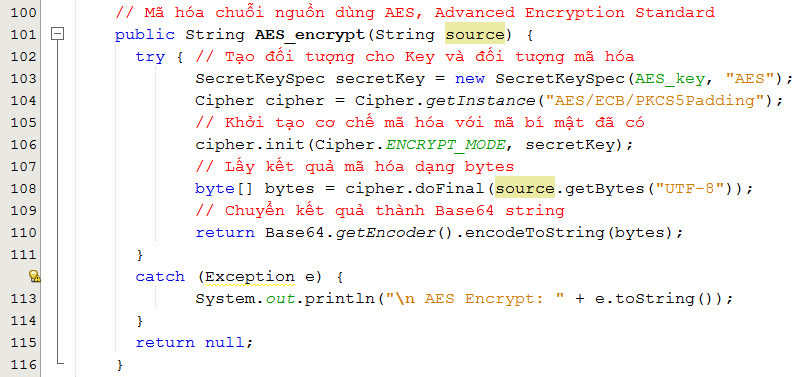 100 // Mã hóa chuỗi nguồn dùng AES, Advanced Encryption Standard
101 public String AES_encrypt(String source) {
102 try { // Tạo đối tượng cho Key và đối tượng mã hóa
103 SecretKeySpec secretKey = new SecretKeySpec(AES_key, "AES");
104 Cipher cipher = Cipher.getInstance("AES/ECB/PKCS5Padding");
105 // Khởi tạo cơ chế mã hóa với mã bí mật đã có
106 cipher.init(Cipher.ENCRYPT_MODE, secretKey);
107 // Lấy kết quả mã hóa dạng bytes
108 byte[] bytes = cipher.doFinal(source.getBytes("UTF-8"));
109 // Chuyển kết quả thành Base64 string
110 return Base64.getEncoder().encodeToString(bytes);
111 }
catch (Exception e) {
113 System.out.println("\n AES Encrypt: " + e.toString());
114 }
115 return null;
116 }